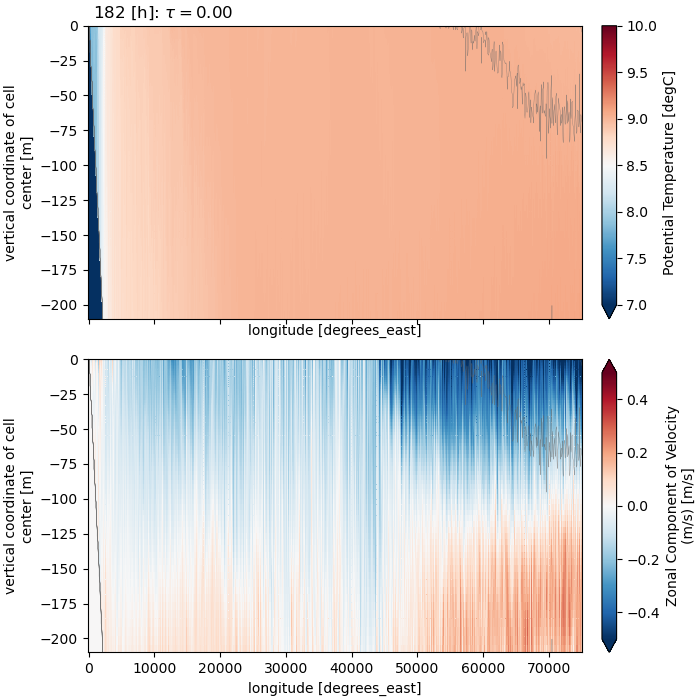 182 [h]: τ = 0.00
0
−25
−50
−75
−100
−125
−150
−175
−200
vertical coordinate of cell
center [m]
longitude [degrees_east]
10.0
9.5
9.0
8.5
8.0
7.5
7.0
Potential Temperature [degC]
0
−25
−50
−75
−100
−125
−150
−175
−200
vertical coordinate of cell
center [m]
0 10000 20000 30000 40000 50000 60000 70000
longitude [degrees_east]
0.4
0.2
0.0
−0.2
−0.4
Zonal Component of Velocity
(m/s) [m/s]